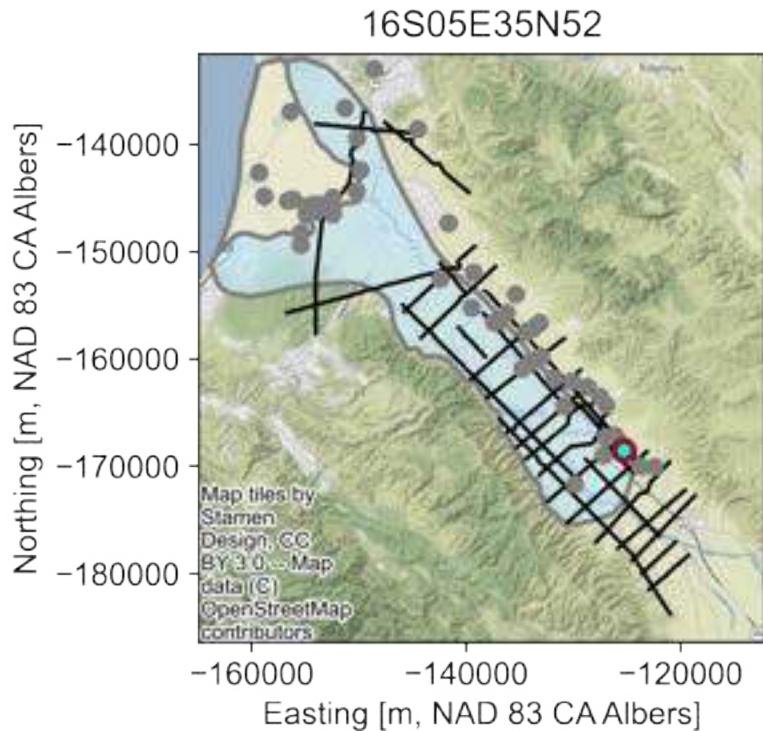 16S05E35N52
Northing [m, NAD 83 CA Albers]
−140000
−150000
−160000
−170000
−180000
Map tiles by
Stamen
Design, CC
BY 3.0 -- Map
data (C)
OpenStreetMap
contributors
−160000
−140000
−120000
Easting [m, NAD 83 CA Albers]